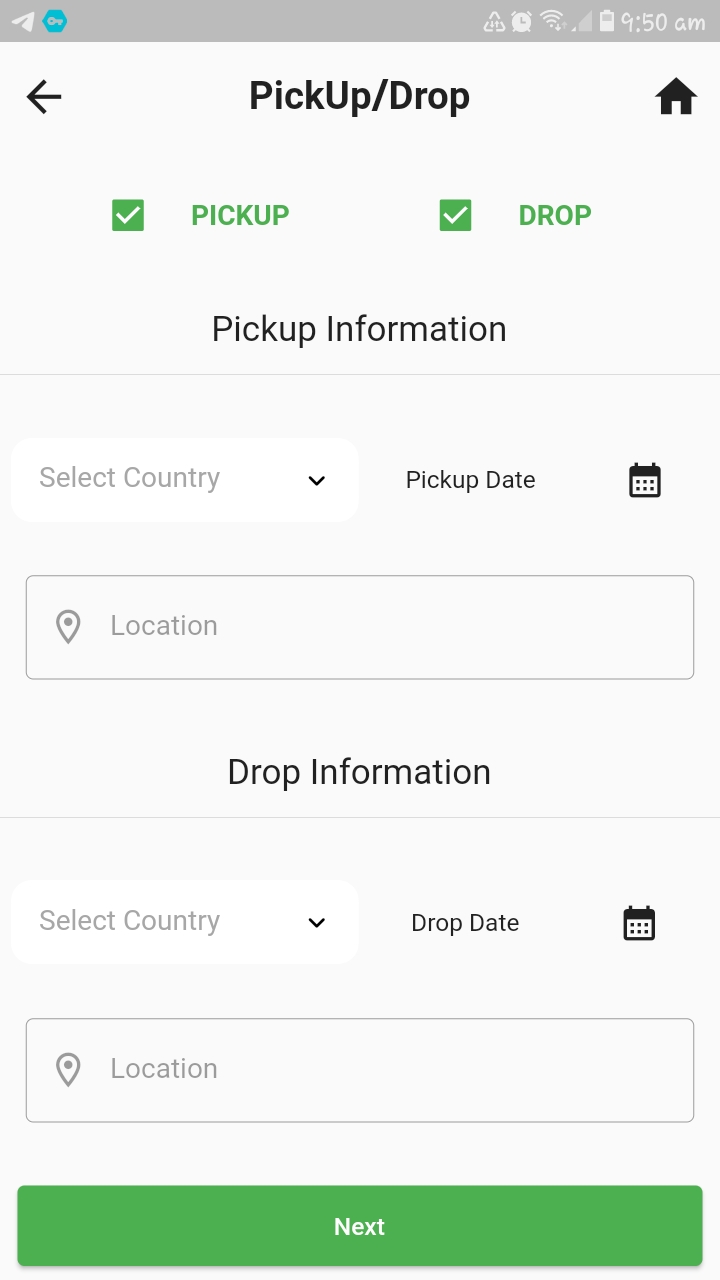 9:50 am
PickUp/Drop
PICKUP DROP
Pickup Information
Select Country Pickup Date
Location
Drop Information
Select Country Drop Date
Location
Next